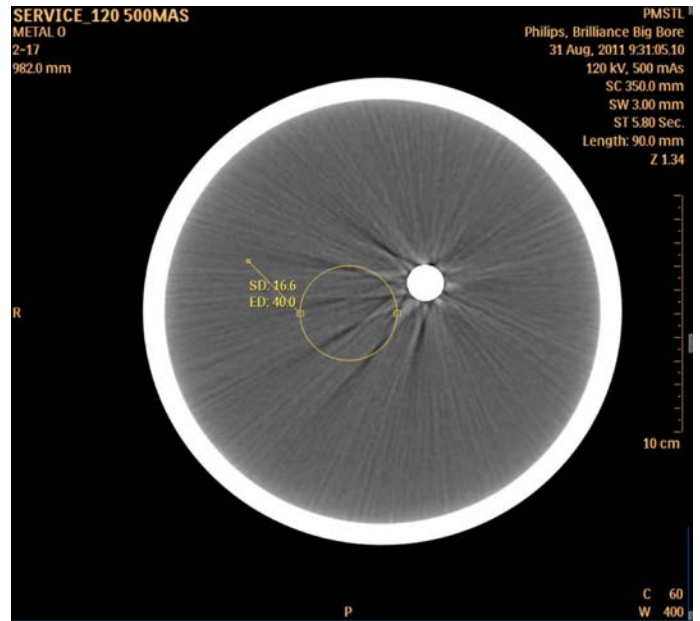 SERVICE_120 500MAS
METAL O
2-17
982.0 mm
PMSTL
Philips, Brilliance Big Bore
31 Aug, 2011 9:31:05.10
120 kV, 500 mAs
SC 350.0 mm
SW 3.00 mm
ST 5.80 Sec.
Length: 90.0 mm
Z 1.34
SD: 16.6
ED: 40.0
R
10 cm
P
C 60
W 400